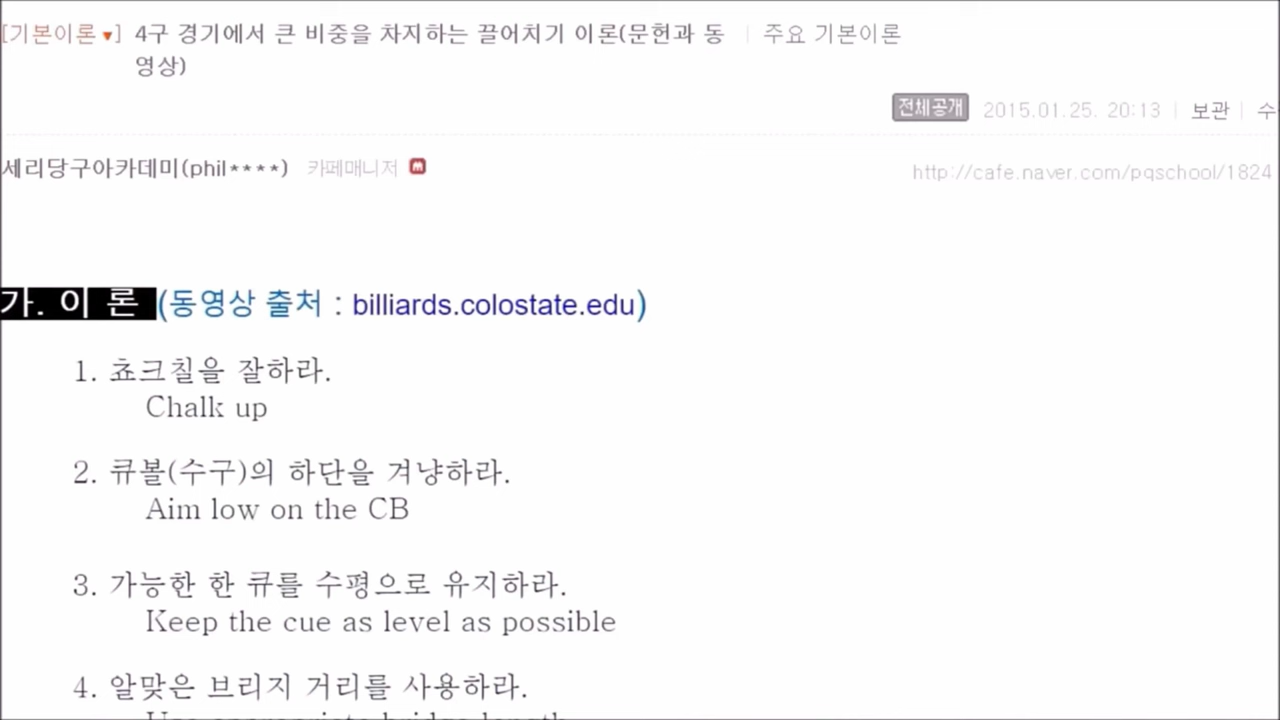 [기본이론▼] 4구 경기에서 큰 비중을 차지하는 끌어치기 이론(문헌과 동 | 주요 기본이론
영상)
전체공개 2015.01.25. 20:13 | 보관 | 수
세리당구아카데미(phil****) 카페매니저
http://cafe.naver.com/pqschool/1824
가. 이 론 (동영상 출처 : billiards.colostate.edu)
1. 쵸크칠을 잘하라.
Chalk up
2. 큐볼(수구)의 하단을 겨냥하라.
Aim low on the CB
3. 가능한 한 큐를 수평으로 유지하라.
Keep the cue as level as possible
4. 알맞은 브리지 거리를 사용하라.
Use appropriate bridge length